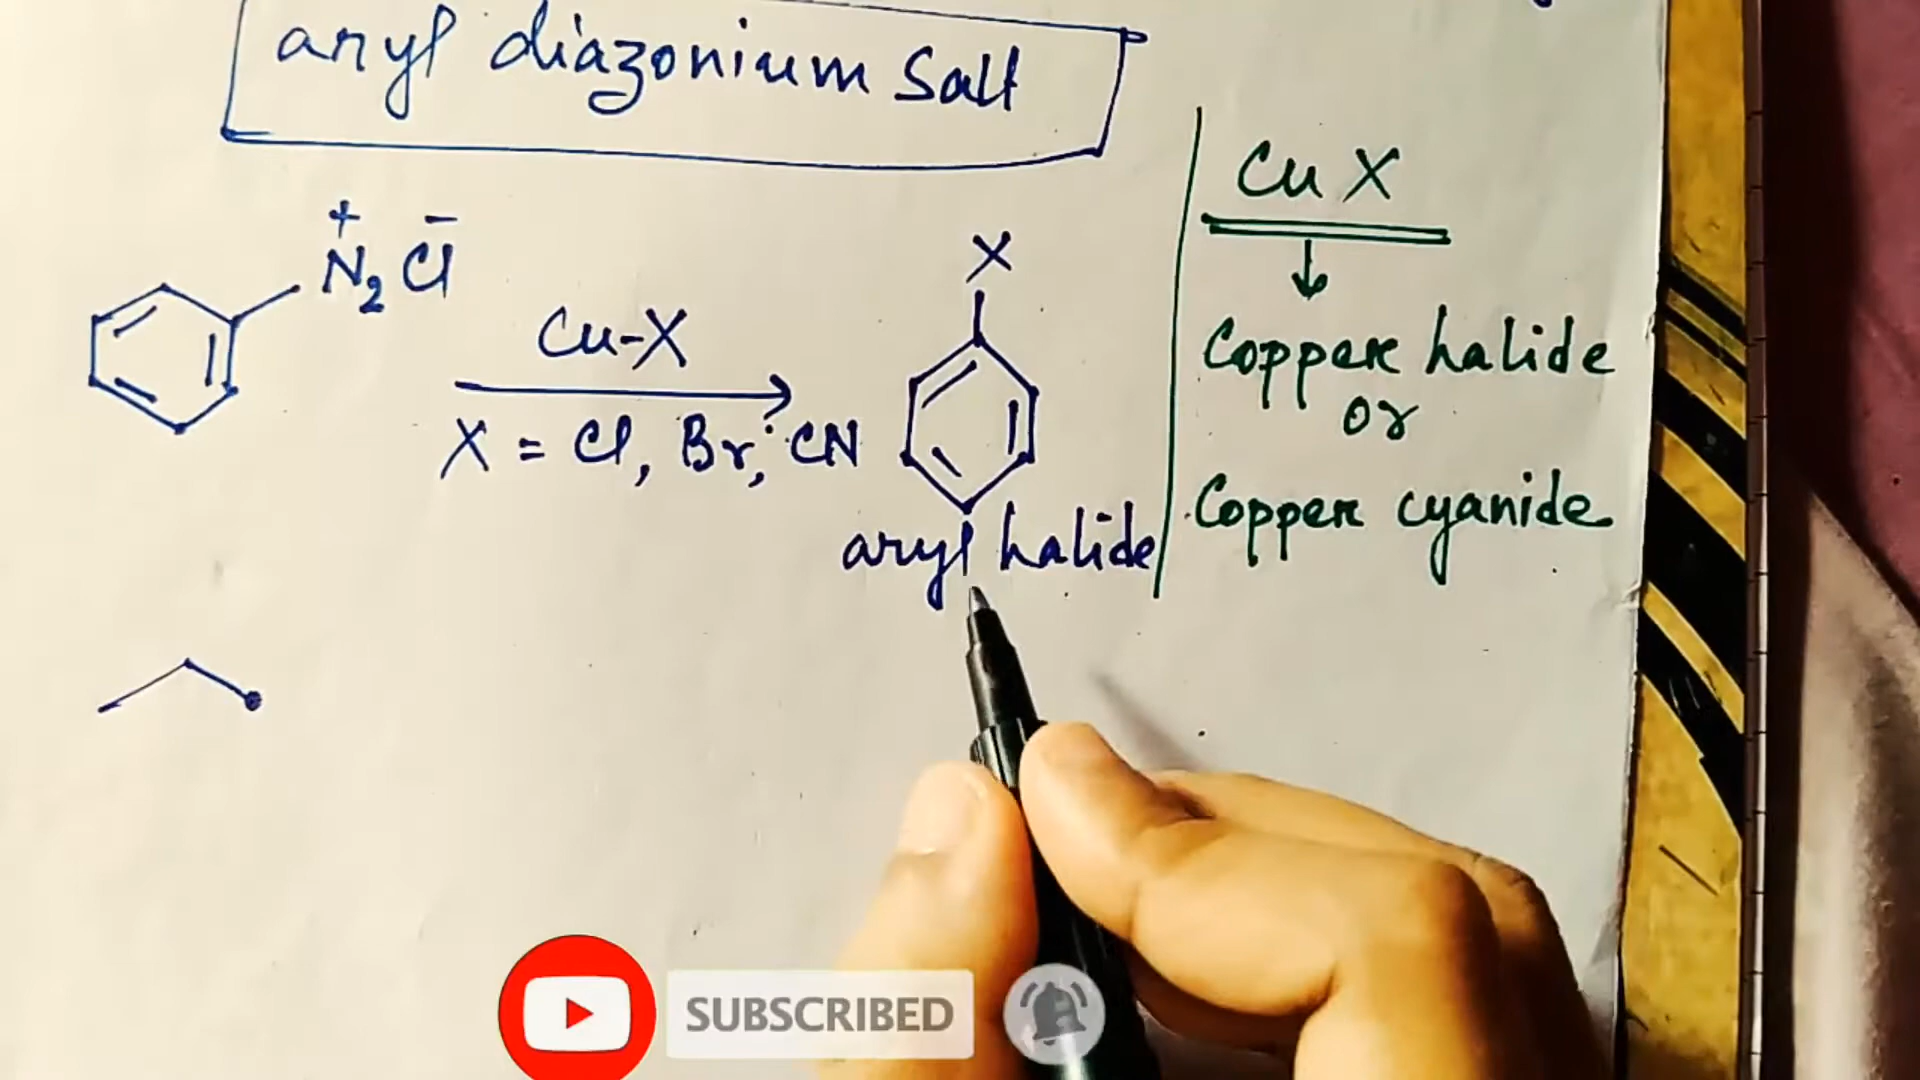 aryl diazonium Salt
+ -
N2 Cl
Cu-X
X = Cl, Br, CN
X
aryl halide
Cu X
Copper halide
or
Copper cyanide
SUBSCRIBED